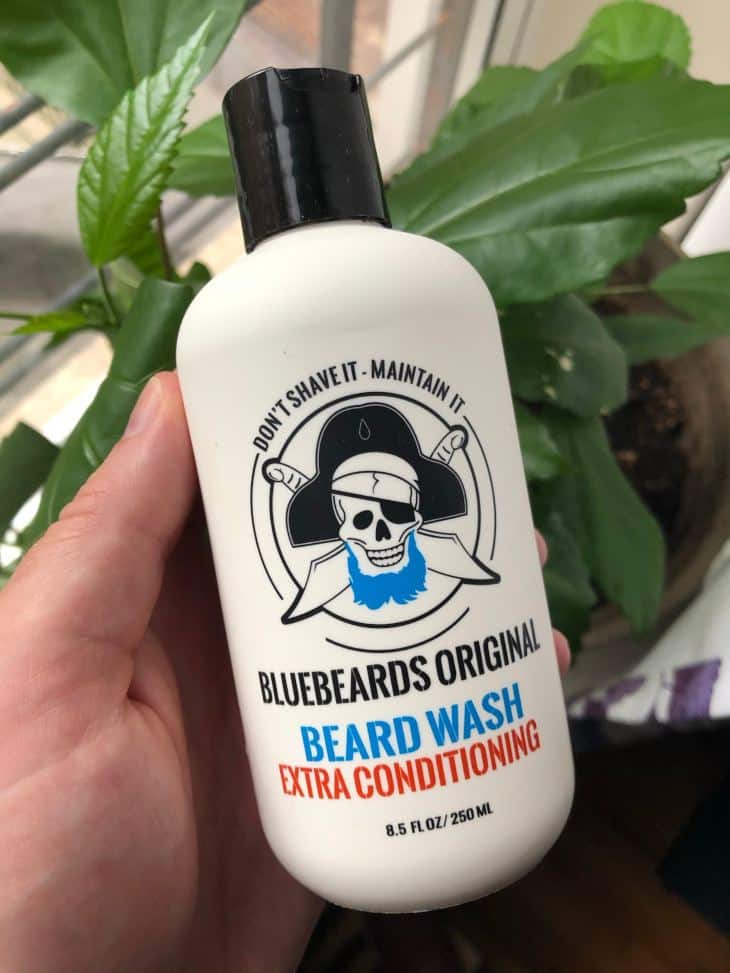 DON'T SHAVE IT - MAINTAIN IT
BLUEBEARDS ORIGINAL
BEARD WASH
EXTRA CONDITIONING
8.5 FL OZ/ 250 ML